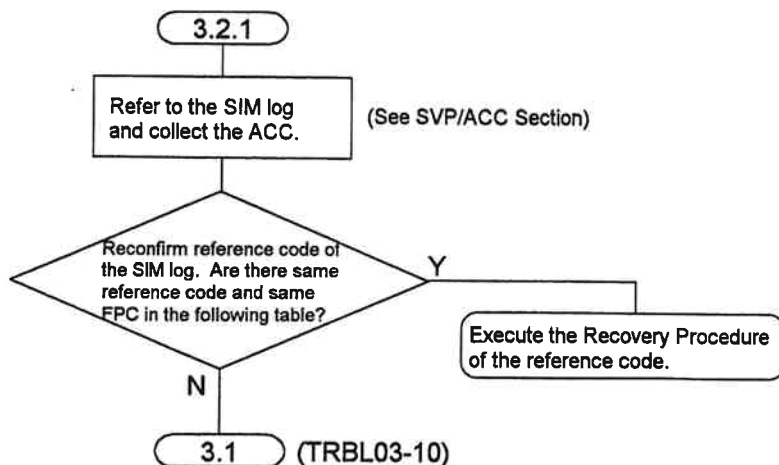 3.2.1
Refer to the SIM log
and collect the ACC.
(See SVP/ACC Section)
Reconfirm reference code of
the SIM log. Are there same
reference code and same
FPC in the following table?
Y
Execute the Recovery Procedure
of the reference code.
N
3.1 (TRBL03-10)